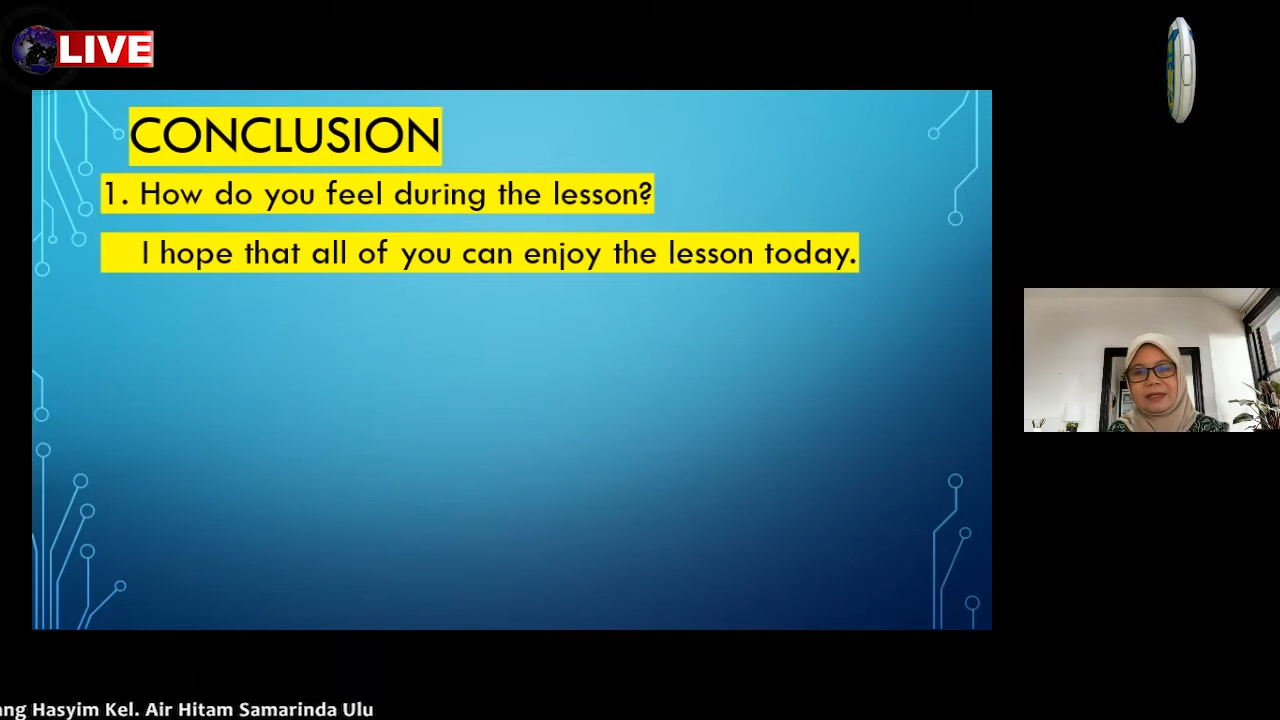 LIVE
CONCLUSION
1. How do you feel during the lesson?
I hope that all of you can enjoy the lesson today.
Hasyim Kel. Air Hitam Samarinda Ulu